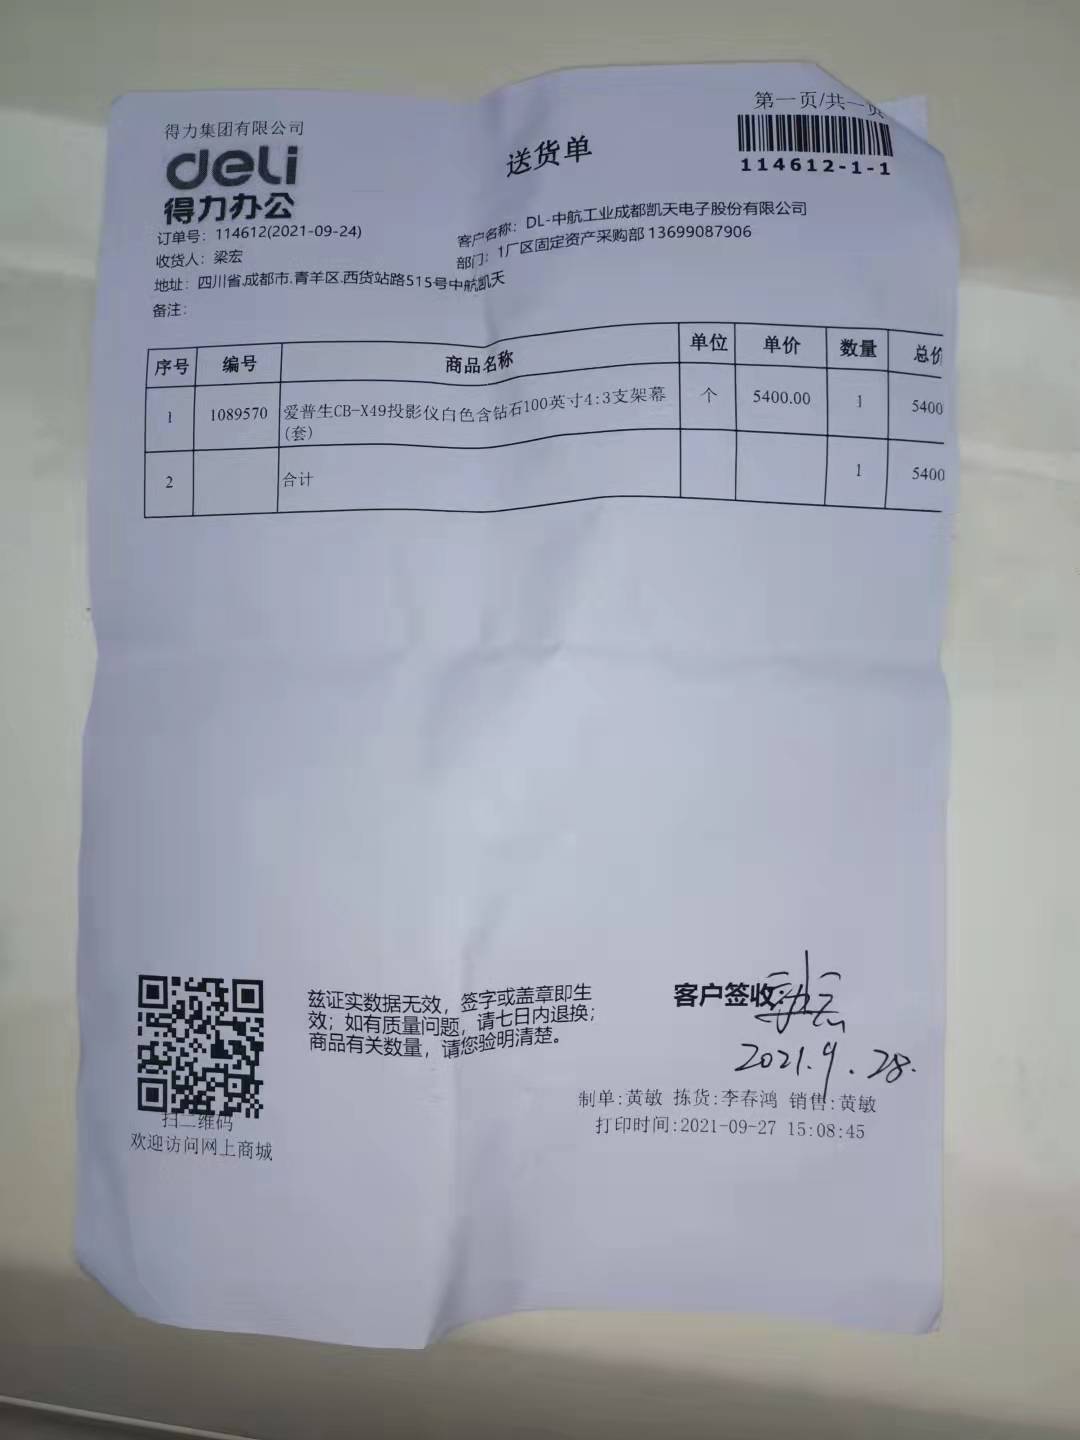 第一页/共一页
得力集团有限公司
deli
得力办公
送货单
114612-1-1
订单号：114612(2021-09-24)
客户名称：DL-中航工业成都凯天电子股份有限公司
收货人：梁宏
部门：1厂区固定资产采购部 13699087906
地址：四川省.成都市.青羊区.西货站路515号中航凯天
备注：
序号 编号 商品名称 单位 单价 数量 总价
1 1089570 爱普生CB-X49投影仪白色含钻石100英寸4:3支架幕(套) 个 5400.00 1 5400
2 合计 1 5400
兹证实数据无效，签字或盖章即生
效；如有质量问题，请七日内退换；
商品有关数量，请您验明清楚。
客户签收:
2021.9.28.
制单:黄敏 拣货:李春鸿 销售:黄敏
打印时间:2021-09-27 15:08:45
扫二维码
欢迎访问网上商城